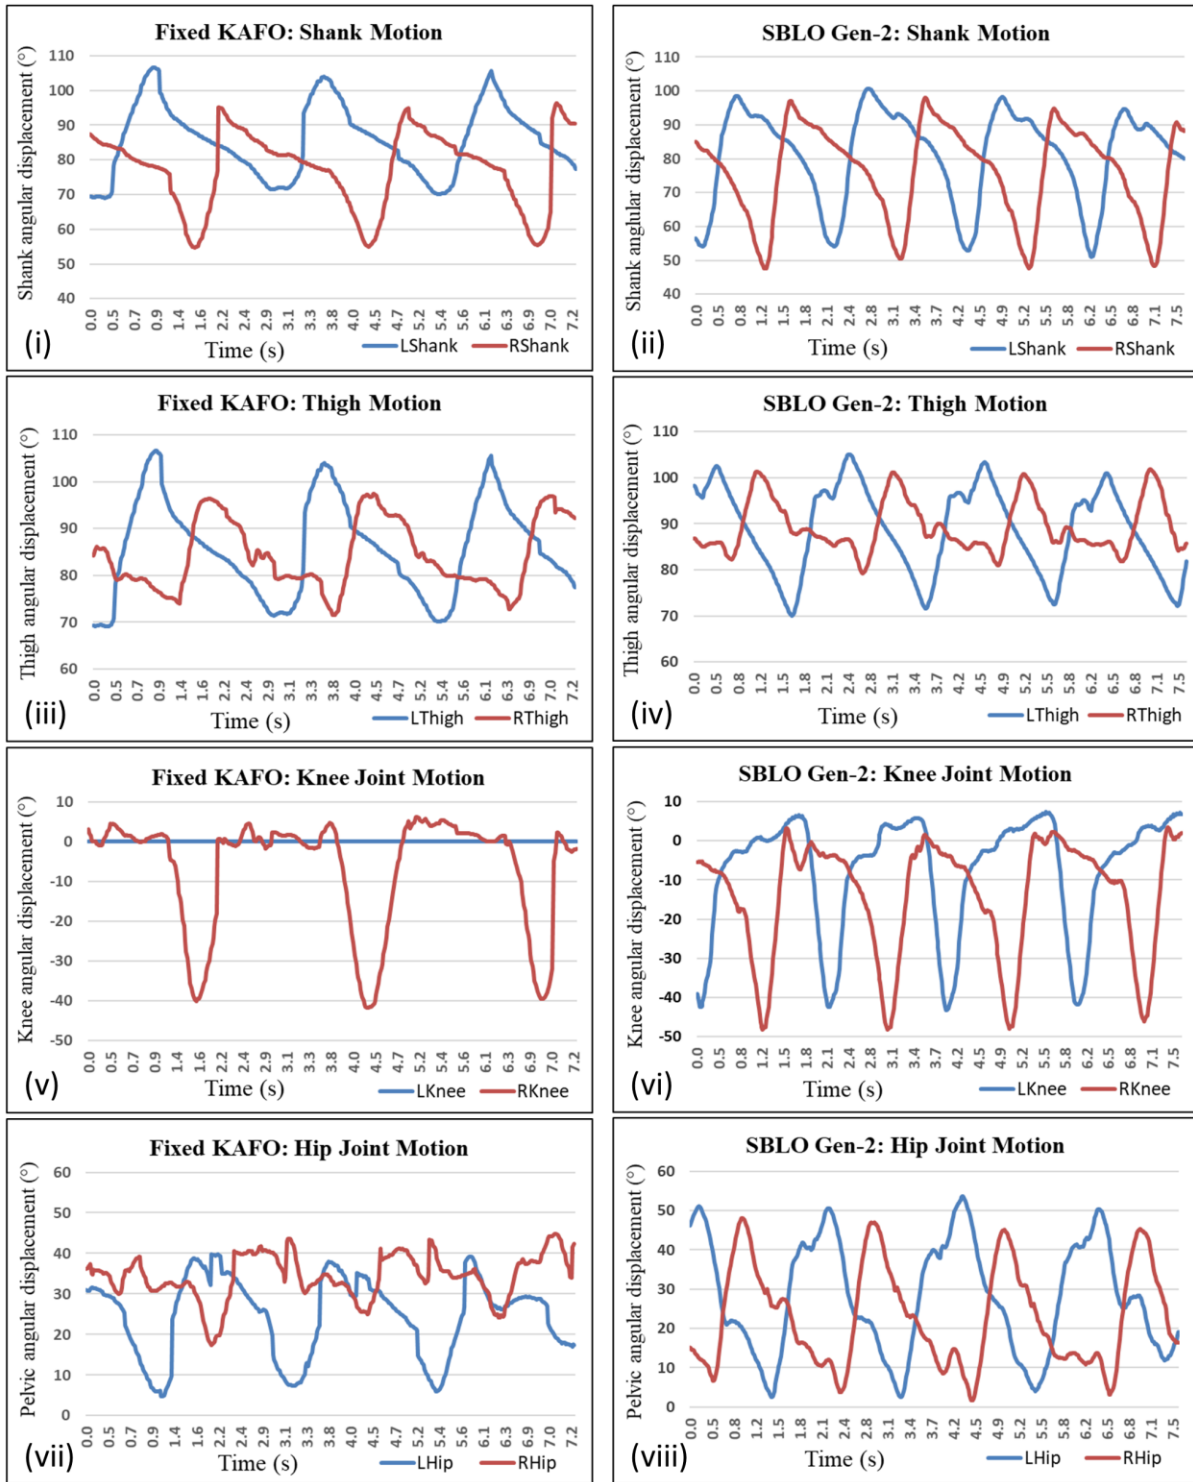 Fixed KAFO: Shank Motion
Shank angular displacement (°)
110
100
90
80
70
60
50
40
0.0 0.5 0.9 1.4 1.6 2.2 2.5 2.9 3.1 3.3 3.8 4.0 4.5 4.7 5.2 5.4 5.6 6.1 6.3 7.0 7.2
Time (s)
(i)
LShank RShank
SBLO Gen-2: Shank Motion
Shank anglular displacement (°)
110
100
90
80
70
60
50
40
0.0 0.5 0.8 1.2 1.6 1.8 2.1 2.4 2.8 3.1 3.4 3.8 4.2 4.5 4.9 5.2 5.5 5.8 6.2 6.5 6.8 7.1 7.5
Time (s)
(ii)
LShank RShank
Fixed KAFO: Thigh Motion
Thigh angular displacement (°)
110
100
90
80
70
60
0.0 0.5 0.7 0.9 1.6 1.8 2.2 2.5 2.9 3.1 3.3 3.6 4.0 4.3 4.7 5.2 5.4 5.6 6.1 6.3 7.0 7.2
Time (s)
(iii)
LThigh RThigh
SBLO Gen-2: Thigh Motion
Thigh angular displacement (°)
110
100
90
80
70
60
0.0 0.5 0.8 1.2 1.5 1.8 2.1 2.4 2.8 3.1 3.4 3.8 4.2 4.5 4.9 5.2 5.5 5.8 6.2 6.5 6.8 7.1 7.5
Time (s)
(iv)
LThigh RThigh
Fixed KAFO: Knee Joint Motion
Knee angular displacement (°)
10
0
-10
-20
-30
-40
-50
0.0 0.5 0.9 1.4 1.6 2.2 2.5 2.9 3.1 3.3 3.8 4.0 4.5 4.7 5.2 5.4 5.6 6.1 6.3 7.0 7.2
Time (s)
(v)
LKnee RKnee
SBLO Gen-2: Knee Joint Motion
Knee angular displacement (°)
10
0
-10
-20
-30
-40
-50
0.0 0.5 0.8 1.2 1.5 1.8 2.1 2.4 2.8 3.1 3.4 3.8 4.2 4.5 4.9 5.2 5.5 5.8 6.2 6.5 6.8 7.1 7.5
Time (s)
(vi)
LKnee RKnee
Fixed KAFO: Hip Joint Motion
Pelvic angular displacement (°)
60
50
40
30
20
10
0
0.0 0.5 0.9 1.4 1.6 2.2 2.5 2.9 3.1 3.3 3.8 4.0 4.5 4.7 5.2 5.4 5.6 6.1 6.3 7.0 7.2
Time (s)
(vii)
LHip RHip
SBLO Gen-2: Hip Joint Motion
Pelvic angular displacement (°)
60
50
40
30
20
10
0
0.0 0.5 0.8 1.2 1.5 1.8 2.1 2.4 2.8 3.1 3.4 3.8 4.2 4.5 4.9 5.2 5.5 5.8 6.2 6.5 6.8 7.1 7.5
Time (s)
(viii)
LHip RHip